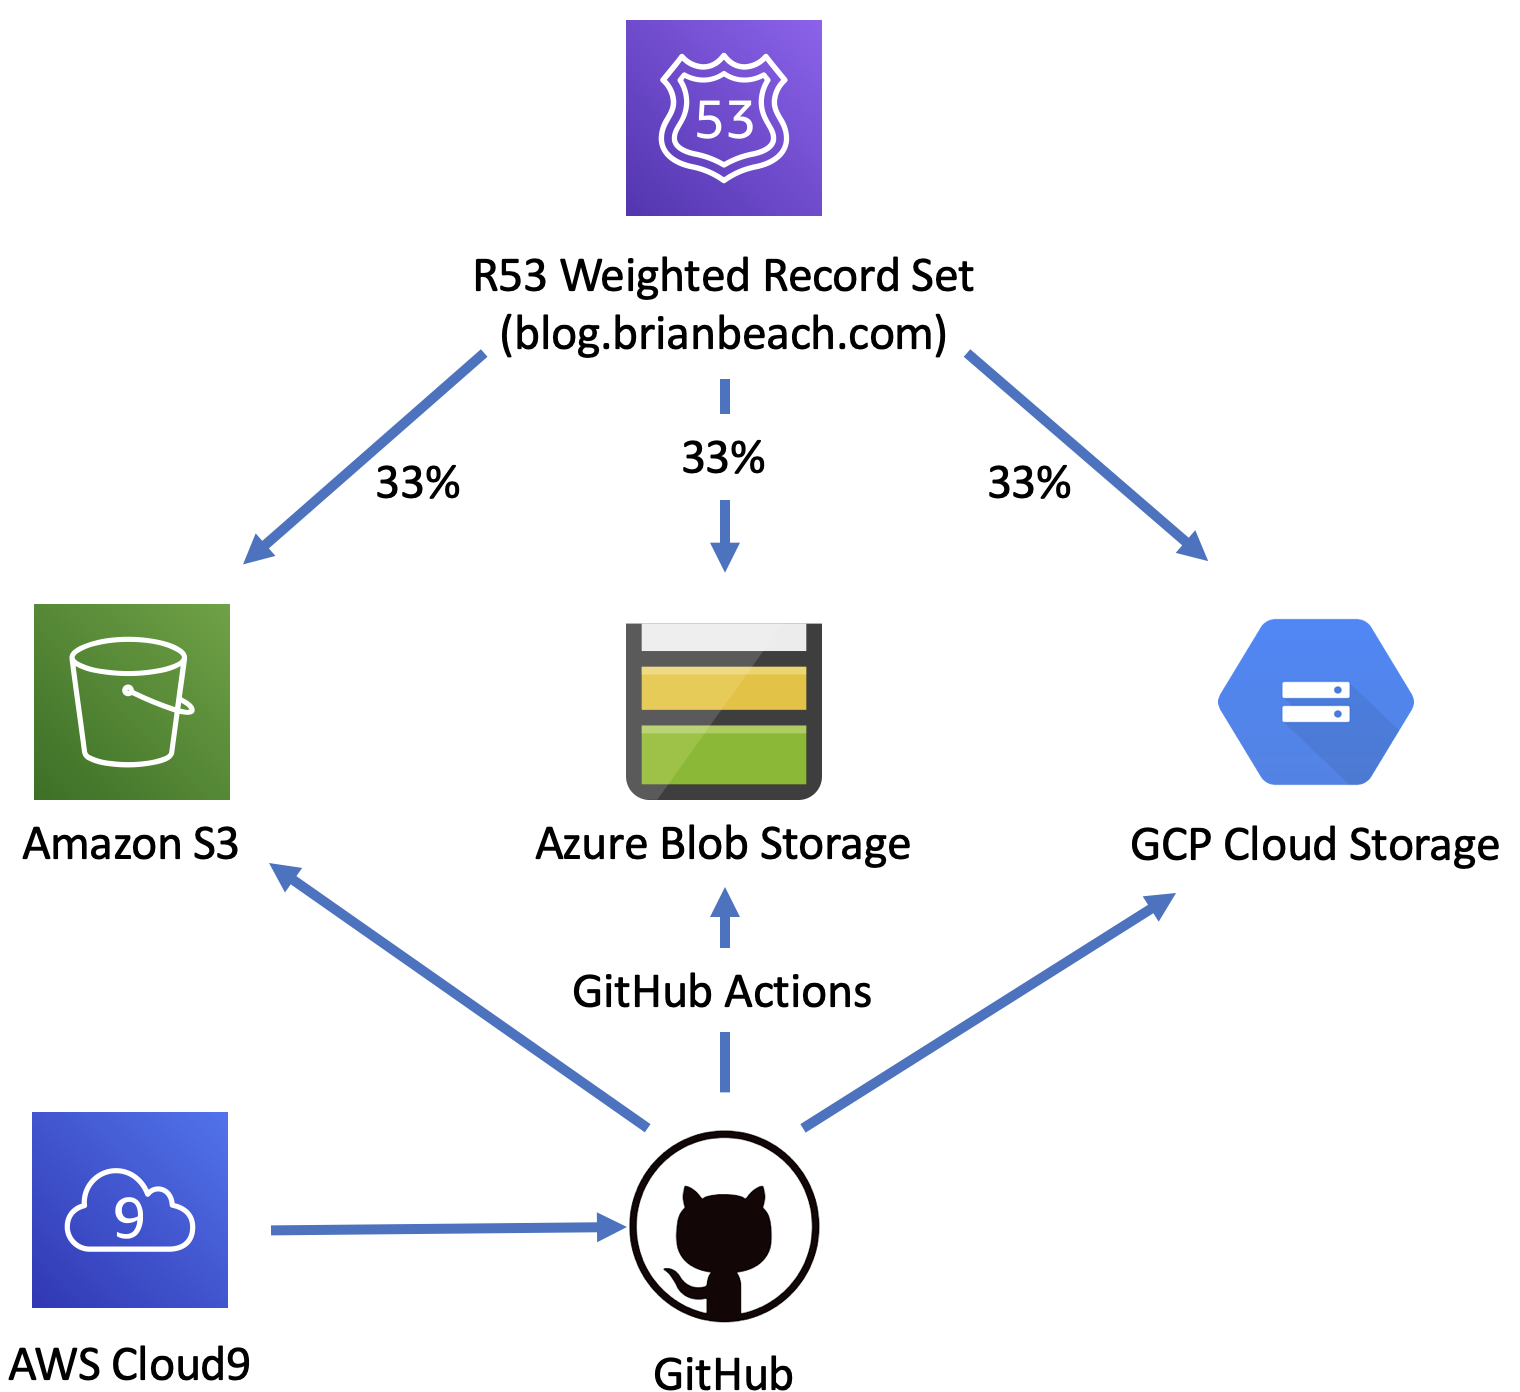 53
R53 Weighted Record Set
(blog.brianbeach.com)
33%
33%
33%
Amazon S3
Azure Blob Storage
GCP Cloud Storage
GitHub Actions
9
AWS Cloud9
GitHub